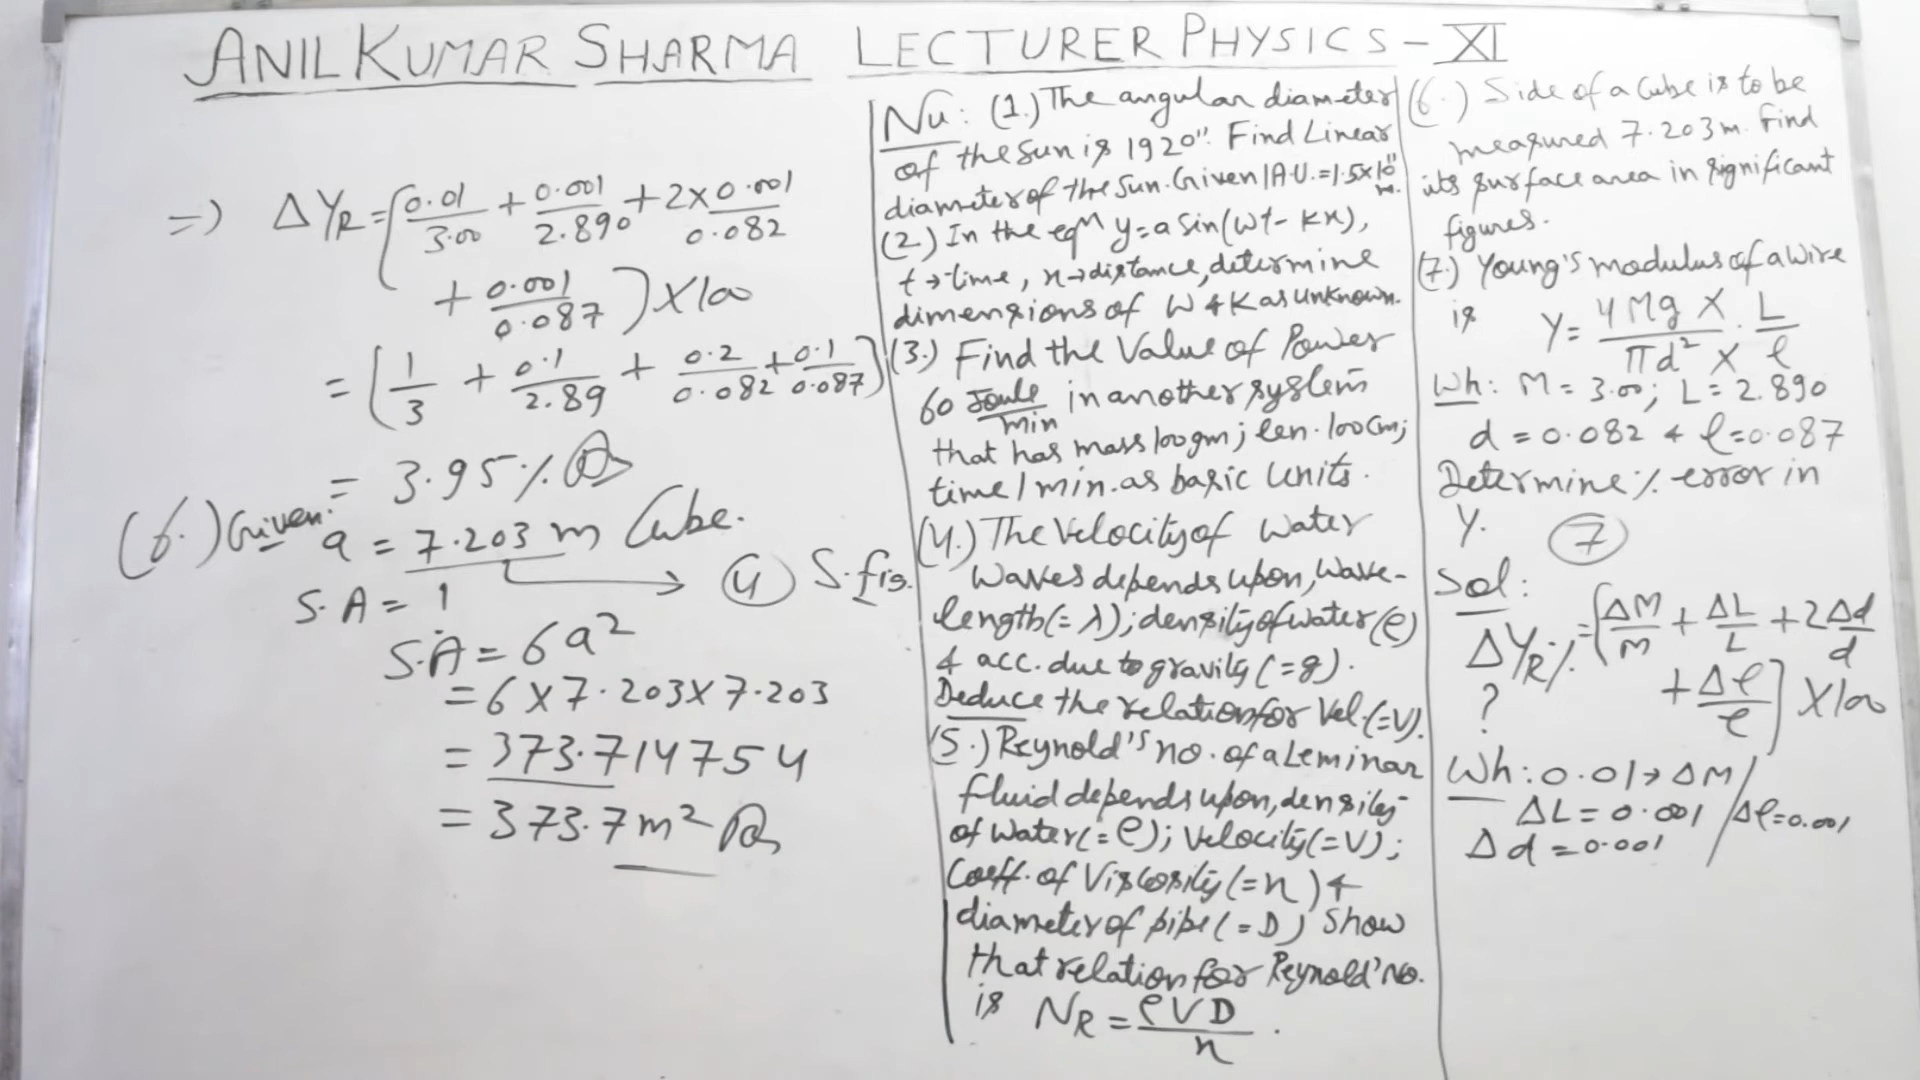 ANIL KUMAR SHARMA LECTURER PHYSICS - XI
=) ΔY_R = (0.01/3.00 + 0.001/2.890 + 2×0.001/0.082
+ 0.001/0.087) × 100
= (1/3 + 0.1/2.89 + 0.2/0.082 + 0.1/0.087)
= 3.95 %
(6.) Given: a = 7.203 m Cube.
④ S. fig.
S.A = ?
S.A = 6a²
= 6 × 7.203 × 7.203
= 373.714754
= 373.7 m²
Nu: (1.) The angular diameter
of the Sun is 1920". Find Linear
diameter of the Sun. Given 1 A.U. = 1.5×10¹¹ m.
(2.) In the eqⁿ y = a sin(ωt - kx),
t → time, x → distance, determine
dimensions of W & K as unknown.
(3.) Find the Value of Power
60 Joule/min in another system
that has mass 100gm; len. 100cm;
time 1 min. as basic Units.
(4.) The Velocity of Water
Waves depends upon, Wave-
length (= λ); density of water (ρ)
& acc. due to gravity (= g).
Deduce the relation for Vel. (= V).
(5.) Reynold's no. of a Leminar
fluid depends upon, density
of Water (= ρ); Velocity (= V);
Coeff. of Viscosity (= η) &
diameter of pipe (= D) Show
that relation for Reynold' No.
is N_R = ρVD/η .
(6.) Side of a Cube is to be
measured 7.203 m. Find
its surface area in significant
figures.
(7.) Young's modulus of a Wire
is Y = 4Mg/πd² × L/l
Wh: M = 3.00; L = 2.890
d = 0.082 & l = 0.087
Determine % error in
Y. ⑦
Sol:
ΔY_R % = (ΔM/M + ΔL/L + 2Δd/d
? + Δl/l] × 100
Wh: 0.01 → ΔM /
ΔL = 0.001 / Δl = 0.001
Δd = 0.001